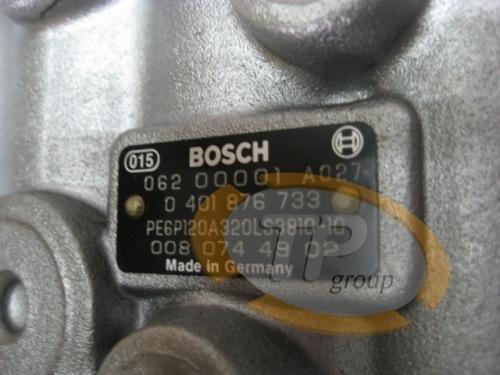 015 BOSCH
062 00001 A027
0 401 876 733
PE6P120A320LS3810-10
008 074 49 02
Made in Germany
TP
group